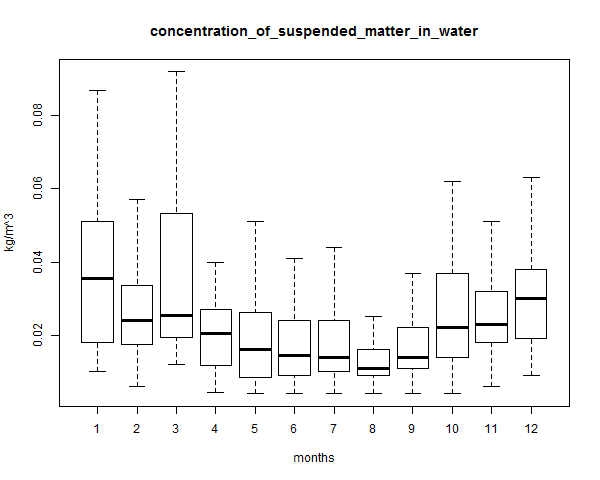 concentration_of_suspended_matter_in_water
kg/m^3
0.08
0.06
0.04
0.02
1 2 3 4 5 6 7 8 9 10 11 12
months